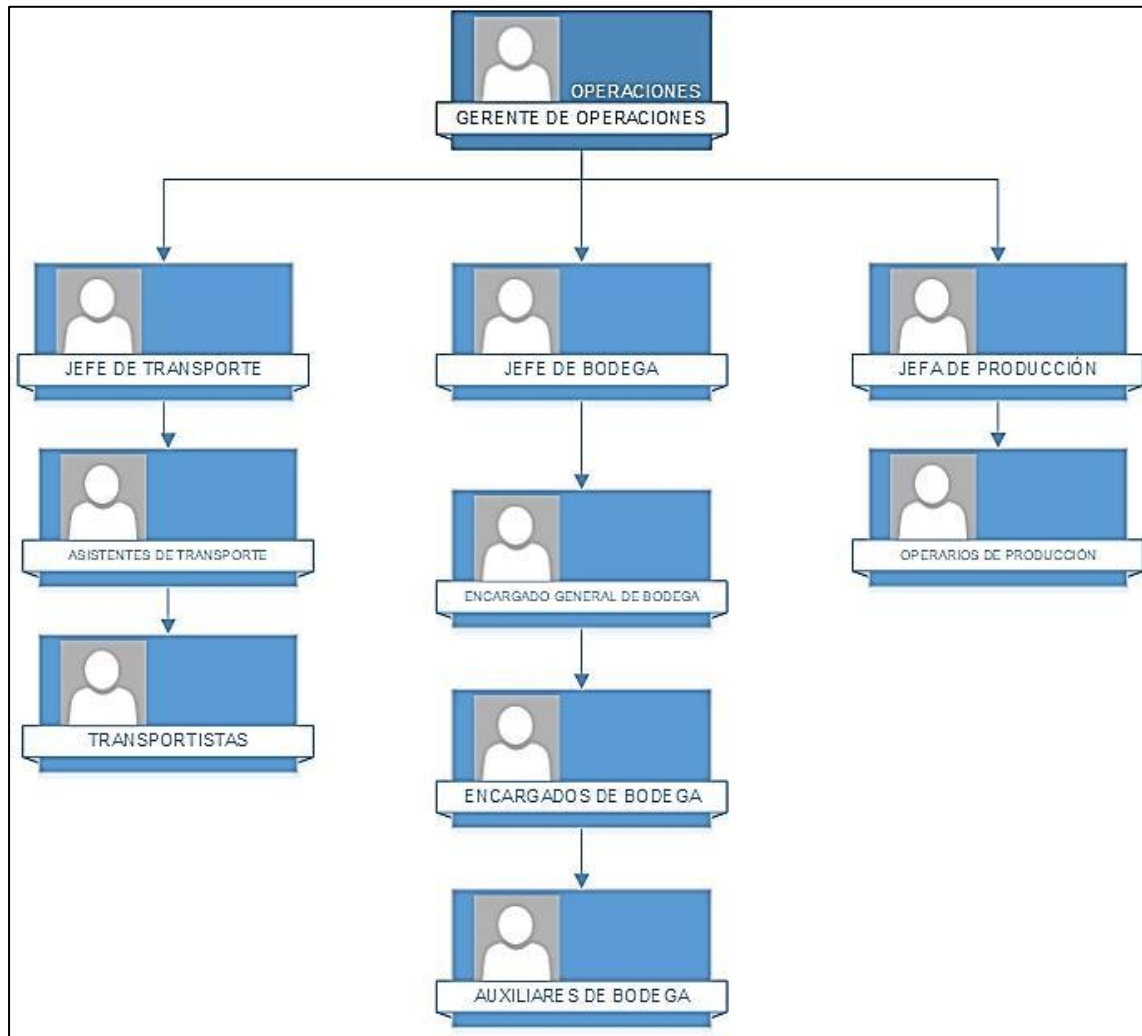 OPERACIONES
GERENTE DE OPERACIONES
JEFE DE TRANSPORTE
JEFE DE BODEGA
JEFA DE PRODUCCIÓN
ASISTENTES DE TRANSPORTE
OPERARIOS DE PRODUCCIÓN
ENCARGADO GENERAL DE BODEGA
TRANSPORTISTAS
ENCARGADOS DE BODEGA
AUXILIARES DE BODEGA